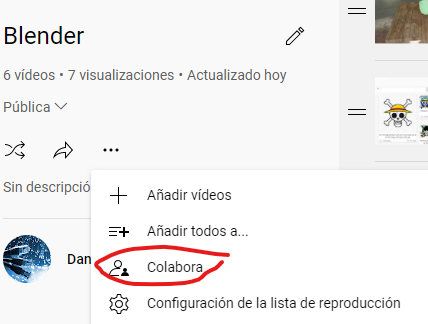 Blender
6 vídeos • 7 visualizaciones • Actualizado hoy
Pública
Sin descripció
Dan
Añadir vídeos
Añadir todos a...
Colabora
Configuración de la lista de reproducción